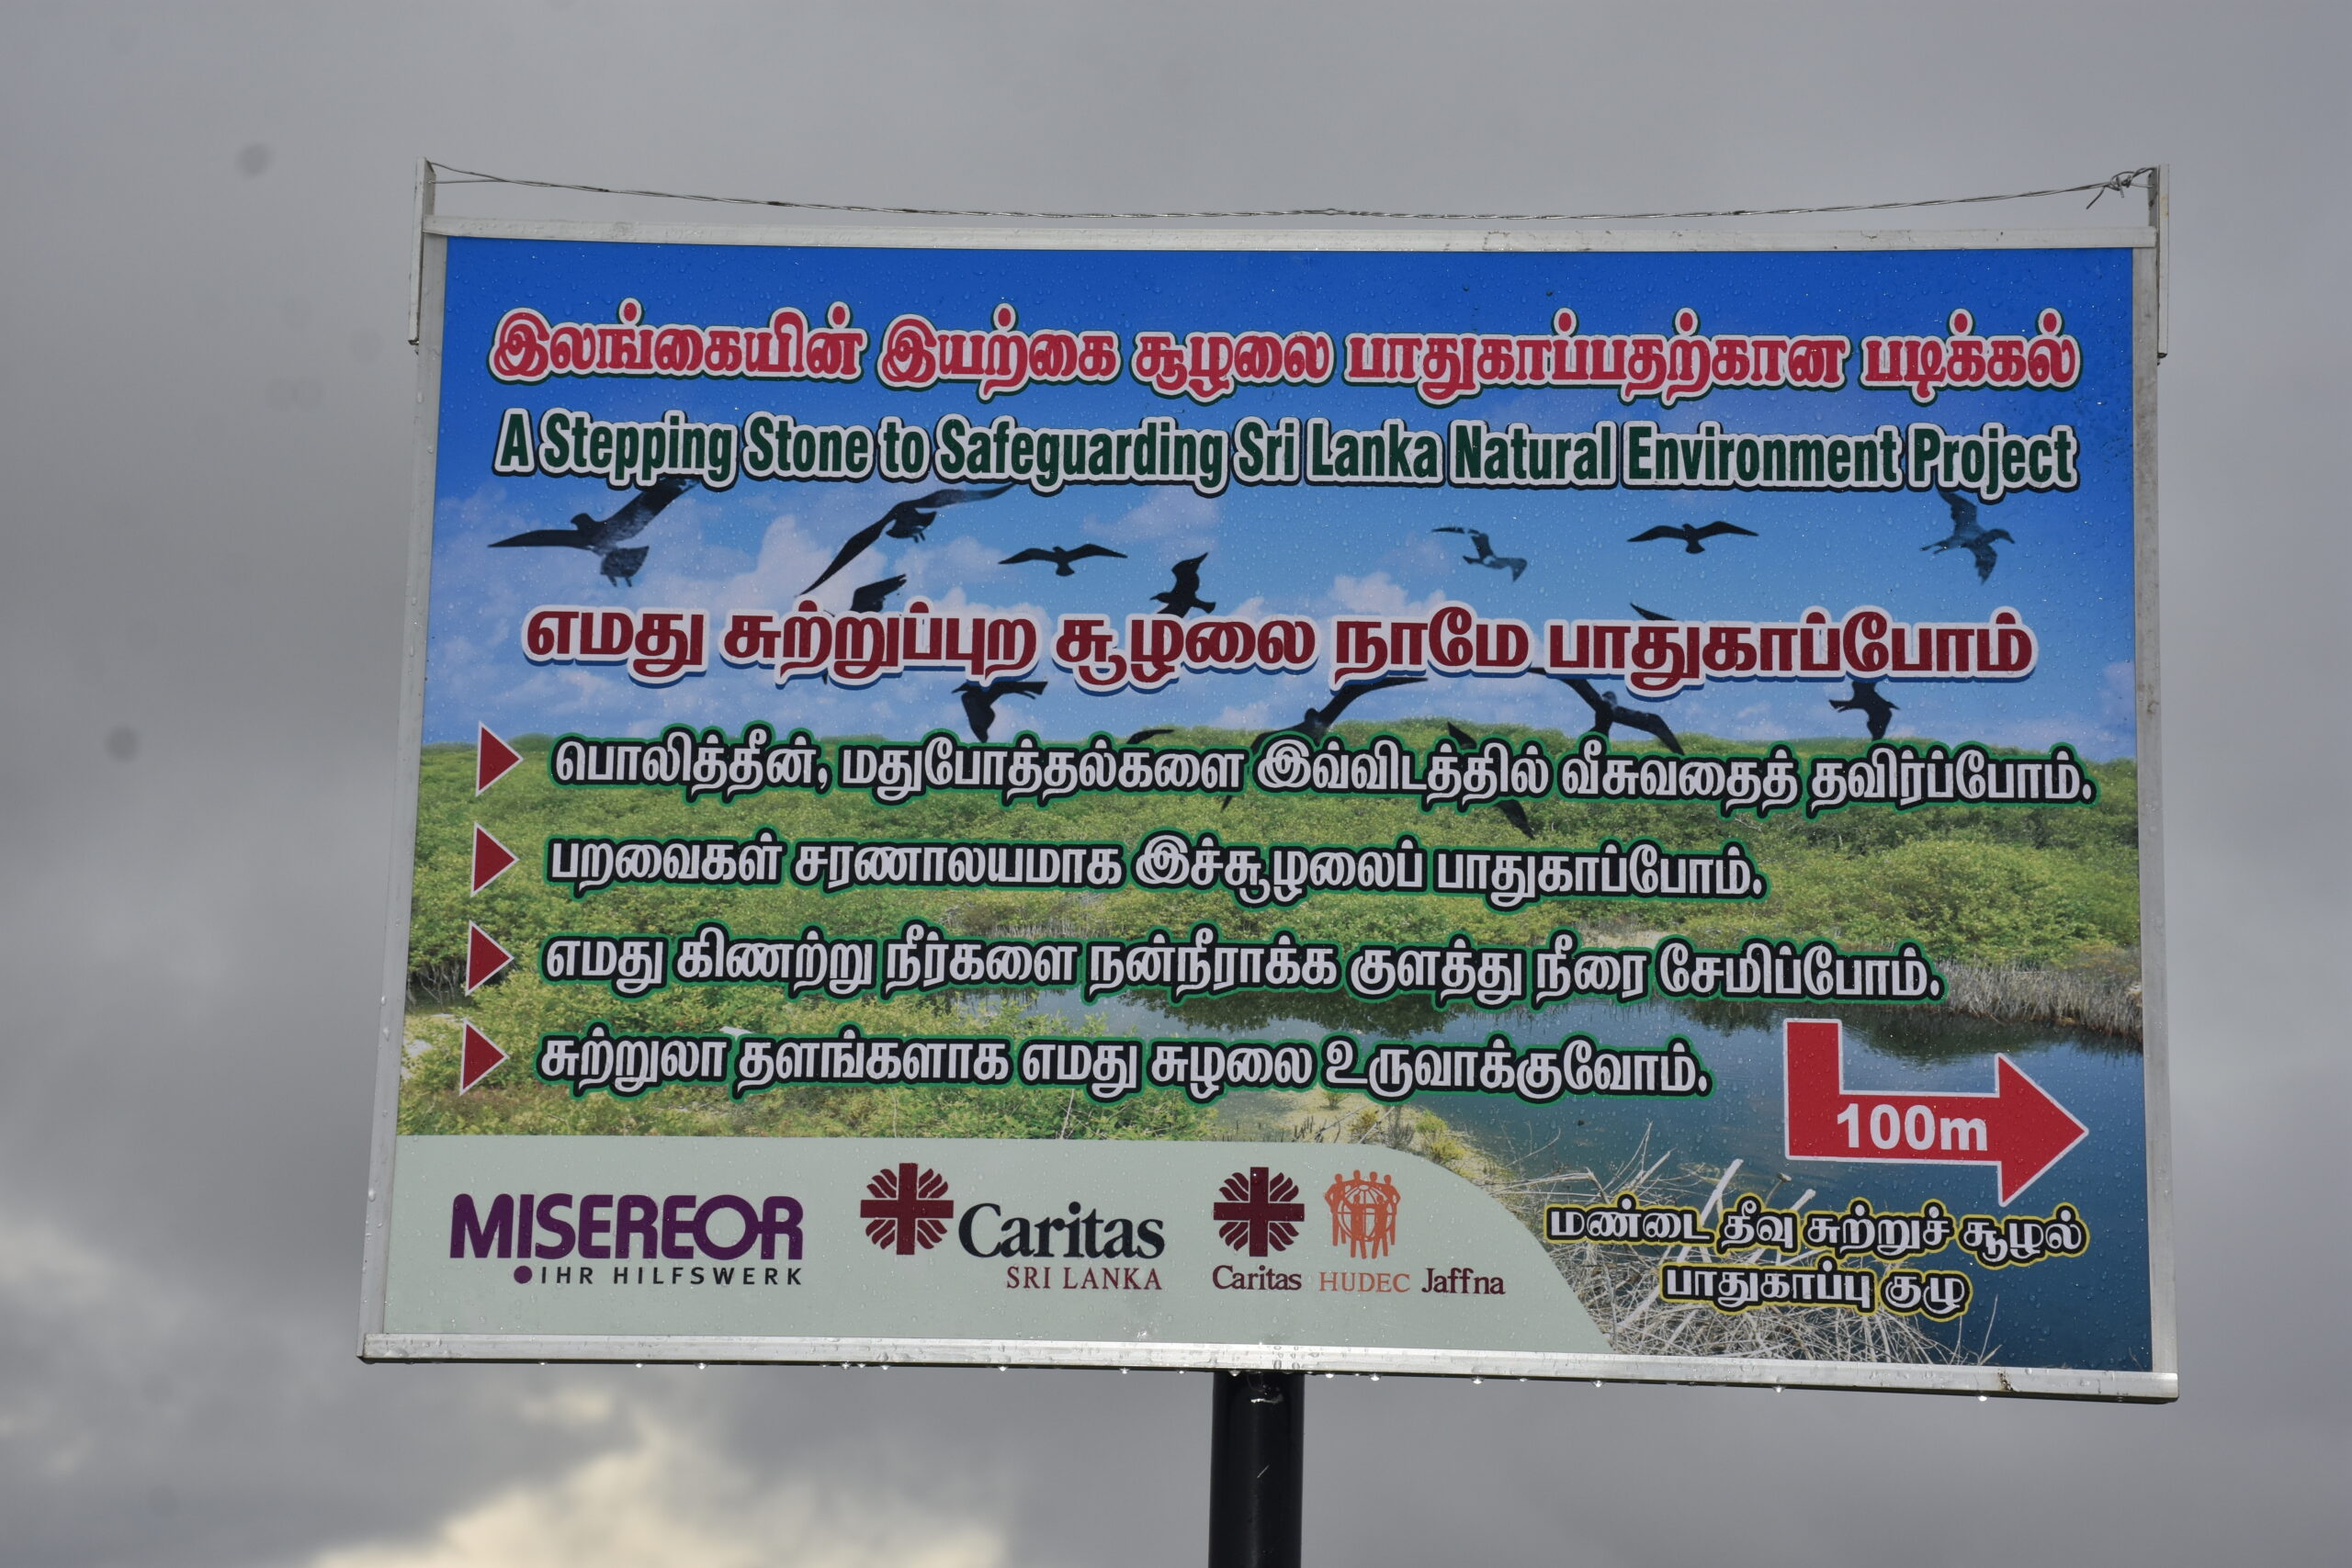 இலங்கையின் இயற்கை சூழலை பாதுகாப்பதற்கான படிக்கல்
A Stepping Stone to Safeguarding Sri Lanka Natural Environment Project
எமது சுற்றுப்புற சூழலை நாமே பாதுகாப்போம்
பொலித்தீன், மதுபோத்தல்களை இவ்விடத்தில் வீசுவதைத் தவிர்ப்போம்.
பறவைகள் சரணாலயமாக இச்சூழலைப் பாதுகாப்போம்.
எமது கிணற்று நீர்களை நன்நீராக்க குளத்து நீரை சேமிப்போம்.
சுற்றுலா தளங்களாக எமது சுழலை உருவாக்குவோம்.
100m
MISEREOR
IHR HILFSWERK
Caritas
SRI LANKA
Caritas HUDEC Jaffna
மண்டை தீவு சுற்றுச் சூழல்
பாதுகாப்பு குழு